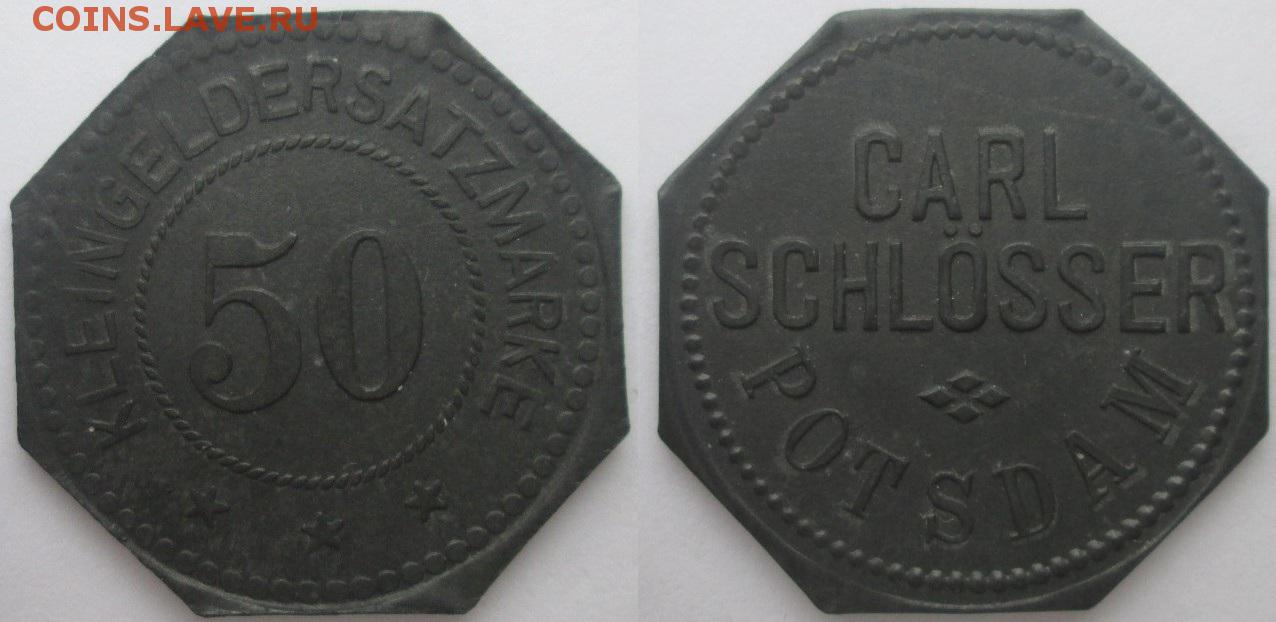 COINS.LAVE.RU
KLEINGELDERSATZMARKE
50
CARL
SCHLÖSSER
POTSDAM